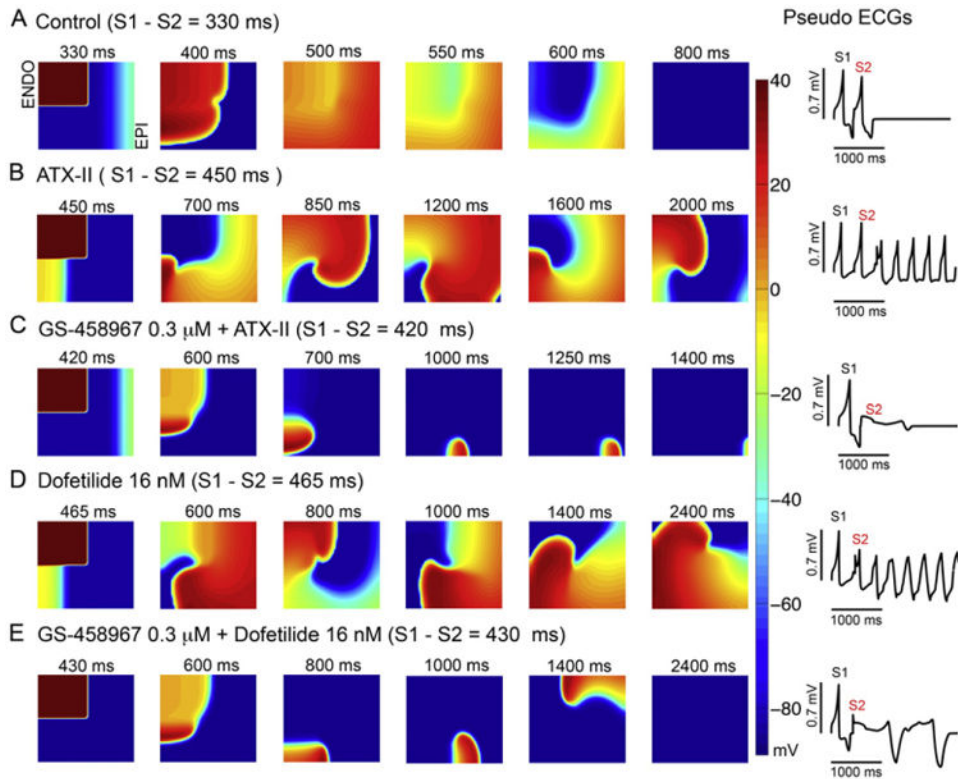 A Control (S1 - S2 = 330 ms)
Pseudo ECGs
330 ms 400 ms 500 ms 550 ms 600 ms 800 ms
ENDO
EPI
40
20
0
−20
−40
−60
−80
mV
S1
S2
0.7 mV
1000 ms
B ATX-II ( S1 - S2 = 450 ms )
450 ms 700 ms 850 ms 1200 ms 1600 ms 2000 ms
S1
S2
0.7 mV
1000 ms
C GS-458967 0.3 μM + ATX-II (S1 - S2 = 420 ms)
420 ms 600 ms 700 ms 1000 ms 1250 ms 1400 ms
S1
S2
0.7 mV
1000 ms
D Dofetilide 16 nM (S1 - S2 = 465 ms)
465 ms 600 ms 800 ms 1000 ms 1400 ms 2400 ms
S1
S2
0.7 mV
1000 ms
E GS-458967 0.3 μM + Dofetilide 16 nM (S1 - S2 = 430 ms)
430 ms 600 ms 800 ms 1000 ms 1400 ms 2400 ms
S1
S2
0.7 mV
1000 ms